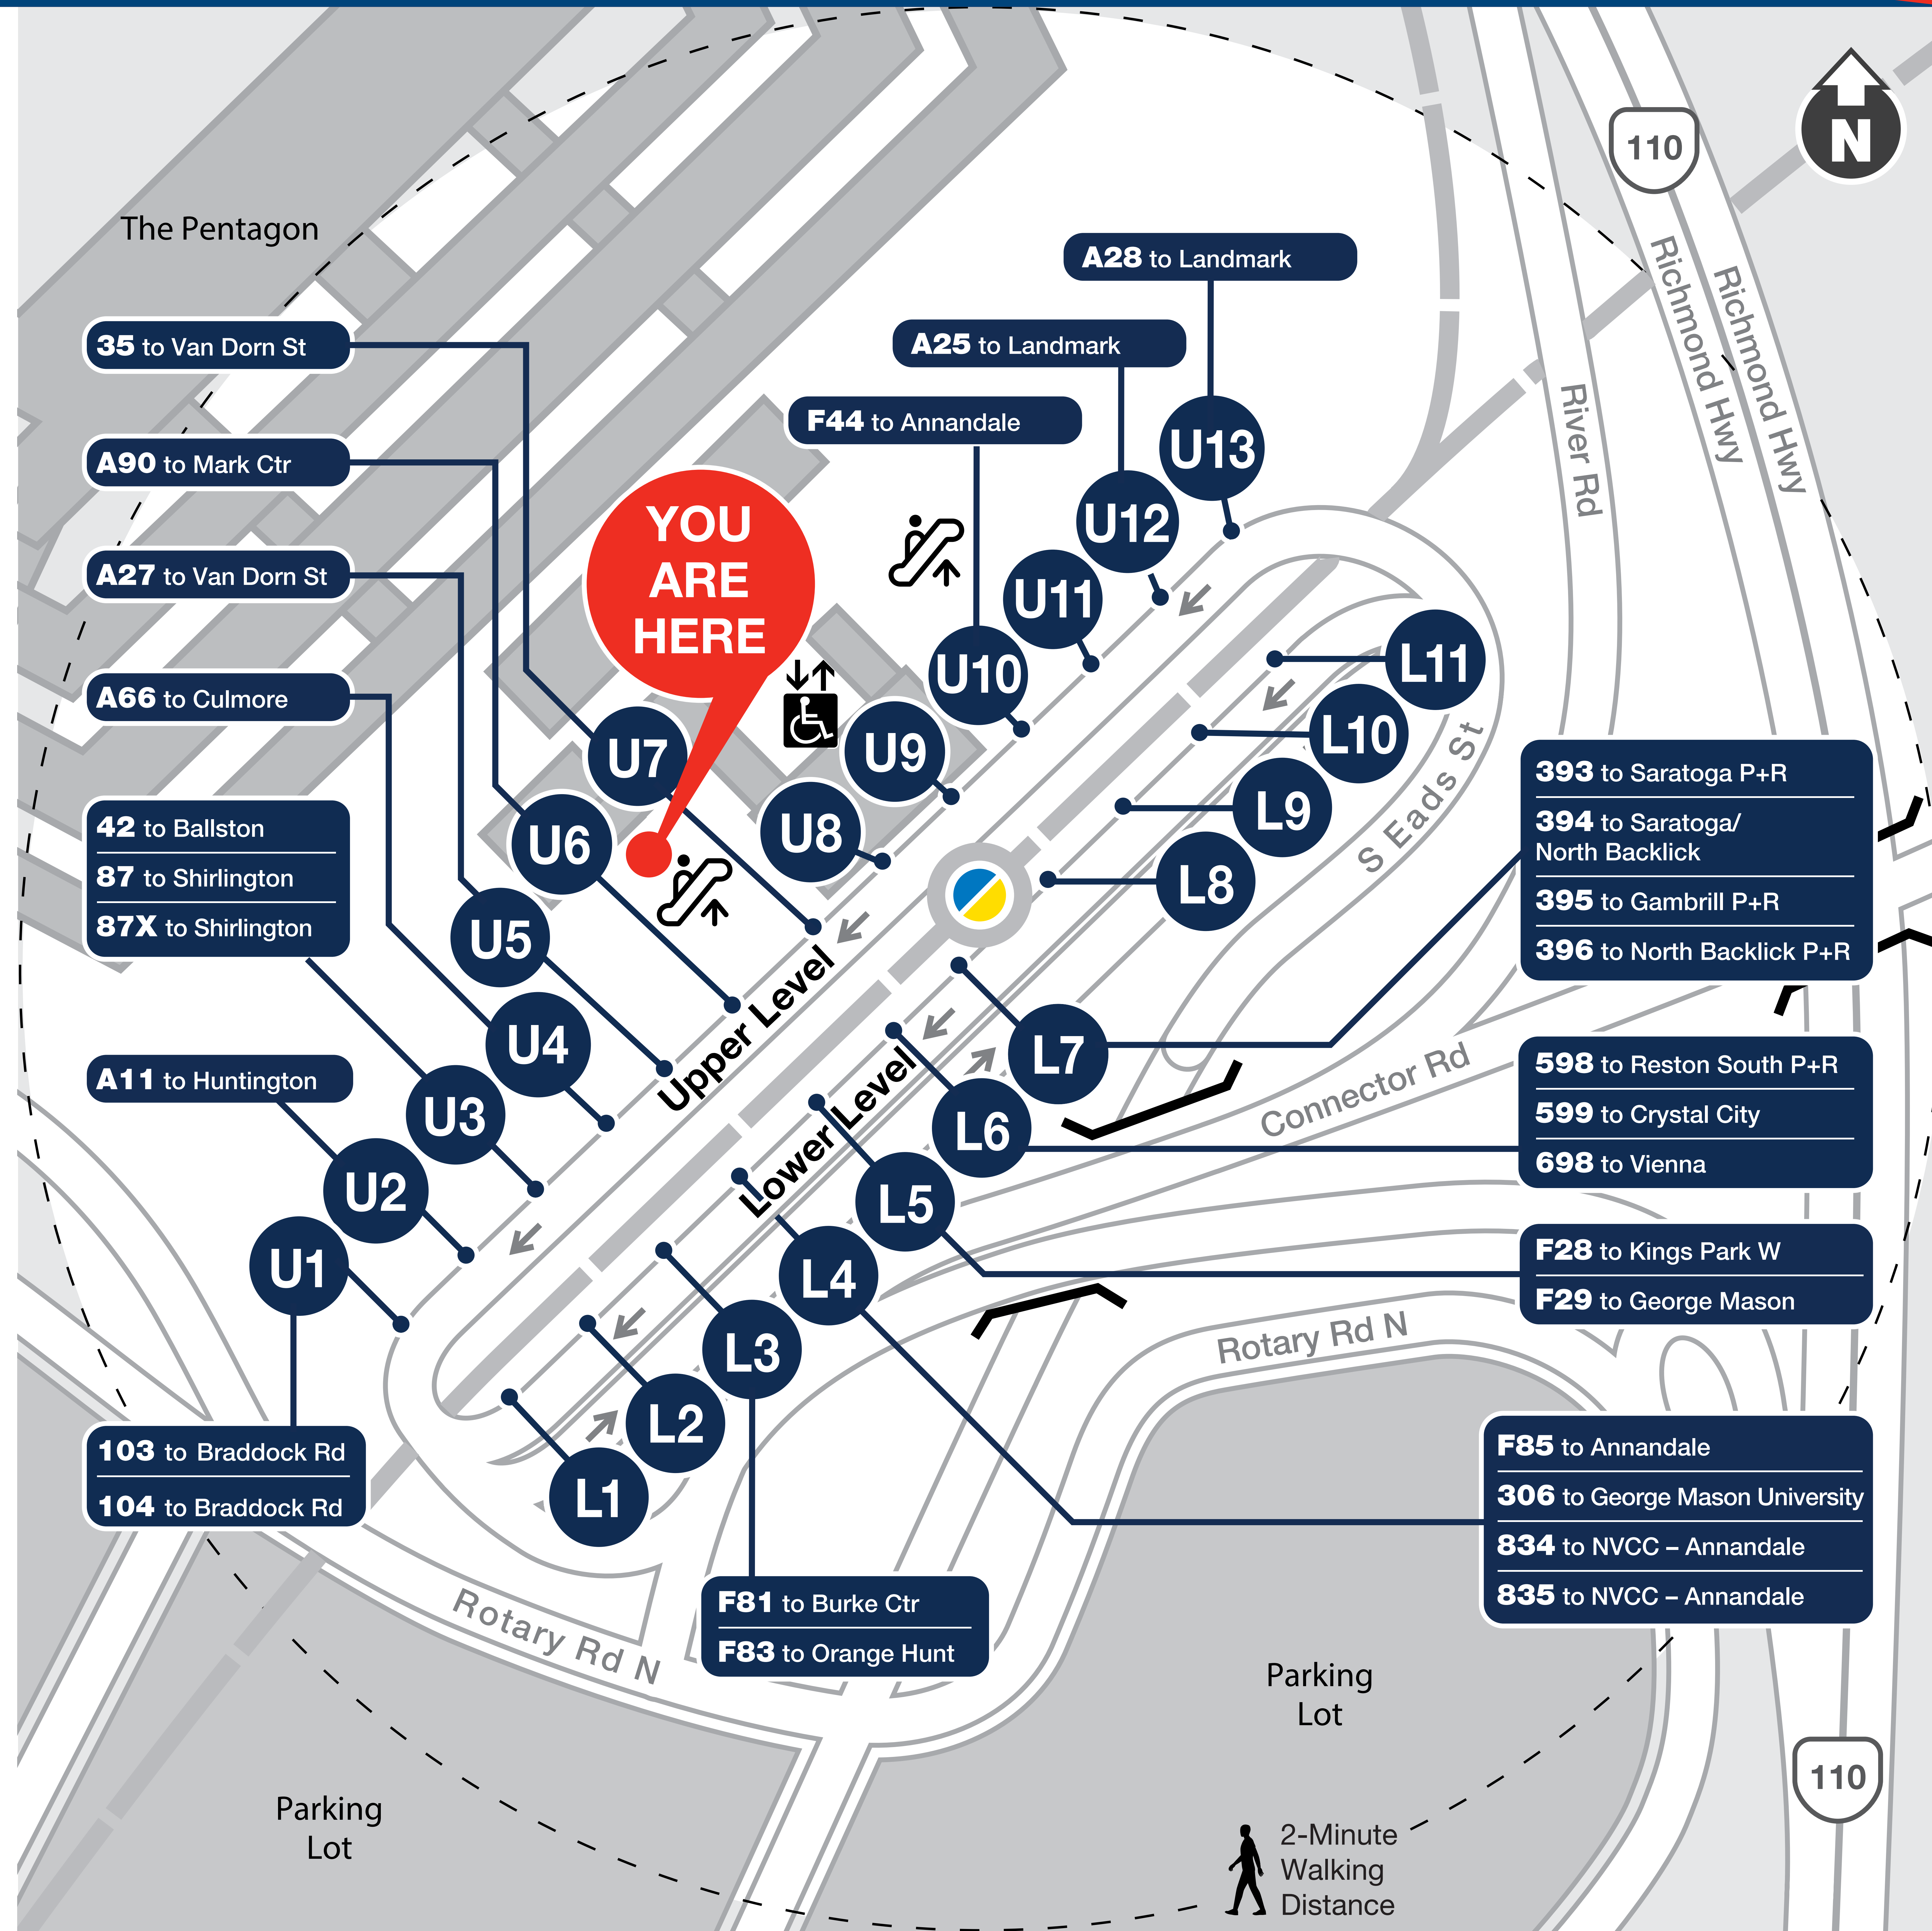 110
N
The Pentagon
A28 to Landmark
35 to Van Dorn St
A25 to Landmark
Richmond Hwy
Richmond Hwy
F44 to Annandale
River Rd
A90 to Mark Ctr
U13
YOU
ARE
HERE
U12
A27 to Van Dorn St
U11
A66 to Culmore
U10
L11
U7
U9
L10
S Eads St
393 to Saratoga P+R
394 to Saratoga/
North Backlick
395 to Gambrill P+R
396 to North Backlick P+R
42 to Ballston
87 to Shirlington
87X to Shirlington
U6
U8
L9
L8
U5
Upper Level
U4
L7
Lower Level
Connector Rd
A11 to Huntington
U3
L6
598 to Reston South P+R
599 to Crystal City
698 to Vienna
U2
L5
U1
L4
F28 to Kings Park W
F29 to George Mason
L3
Rotary Rd N
L2
103 to Braddock Rd
104 to Braddock Rd
L1
F85 to Annandale
306 to George Mason University
834 to NVCC – Annandale
835 to NVCC – Annandale
Rotary Rd N
F81 to Burke Ctr
F83 to Orange Hunt
Parking
Lot
110
Parking
Lot
2-Minute
Walking
Distance